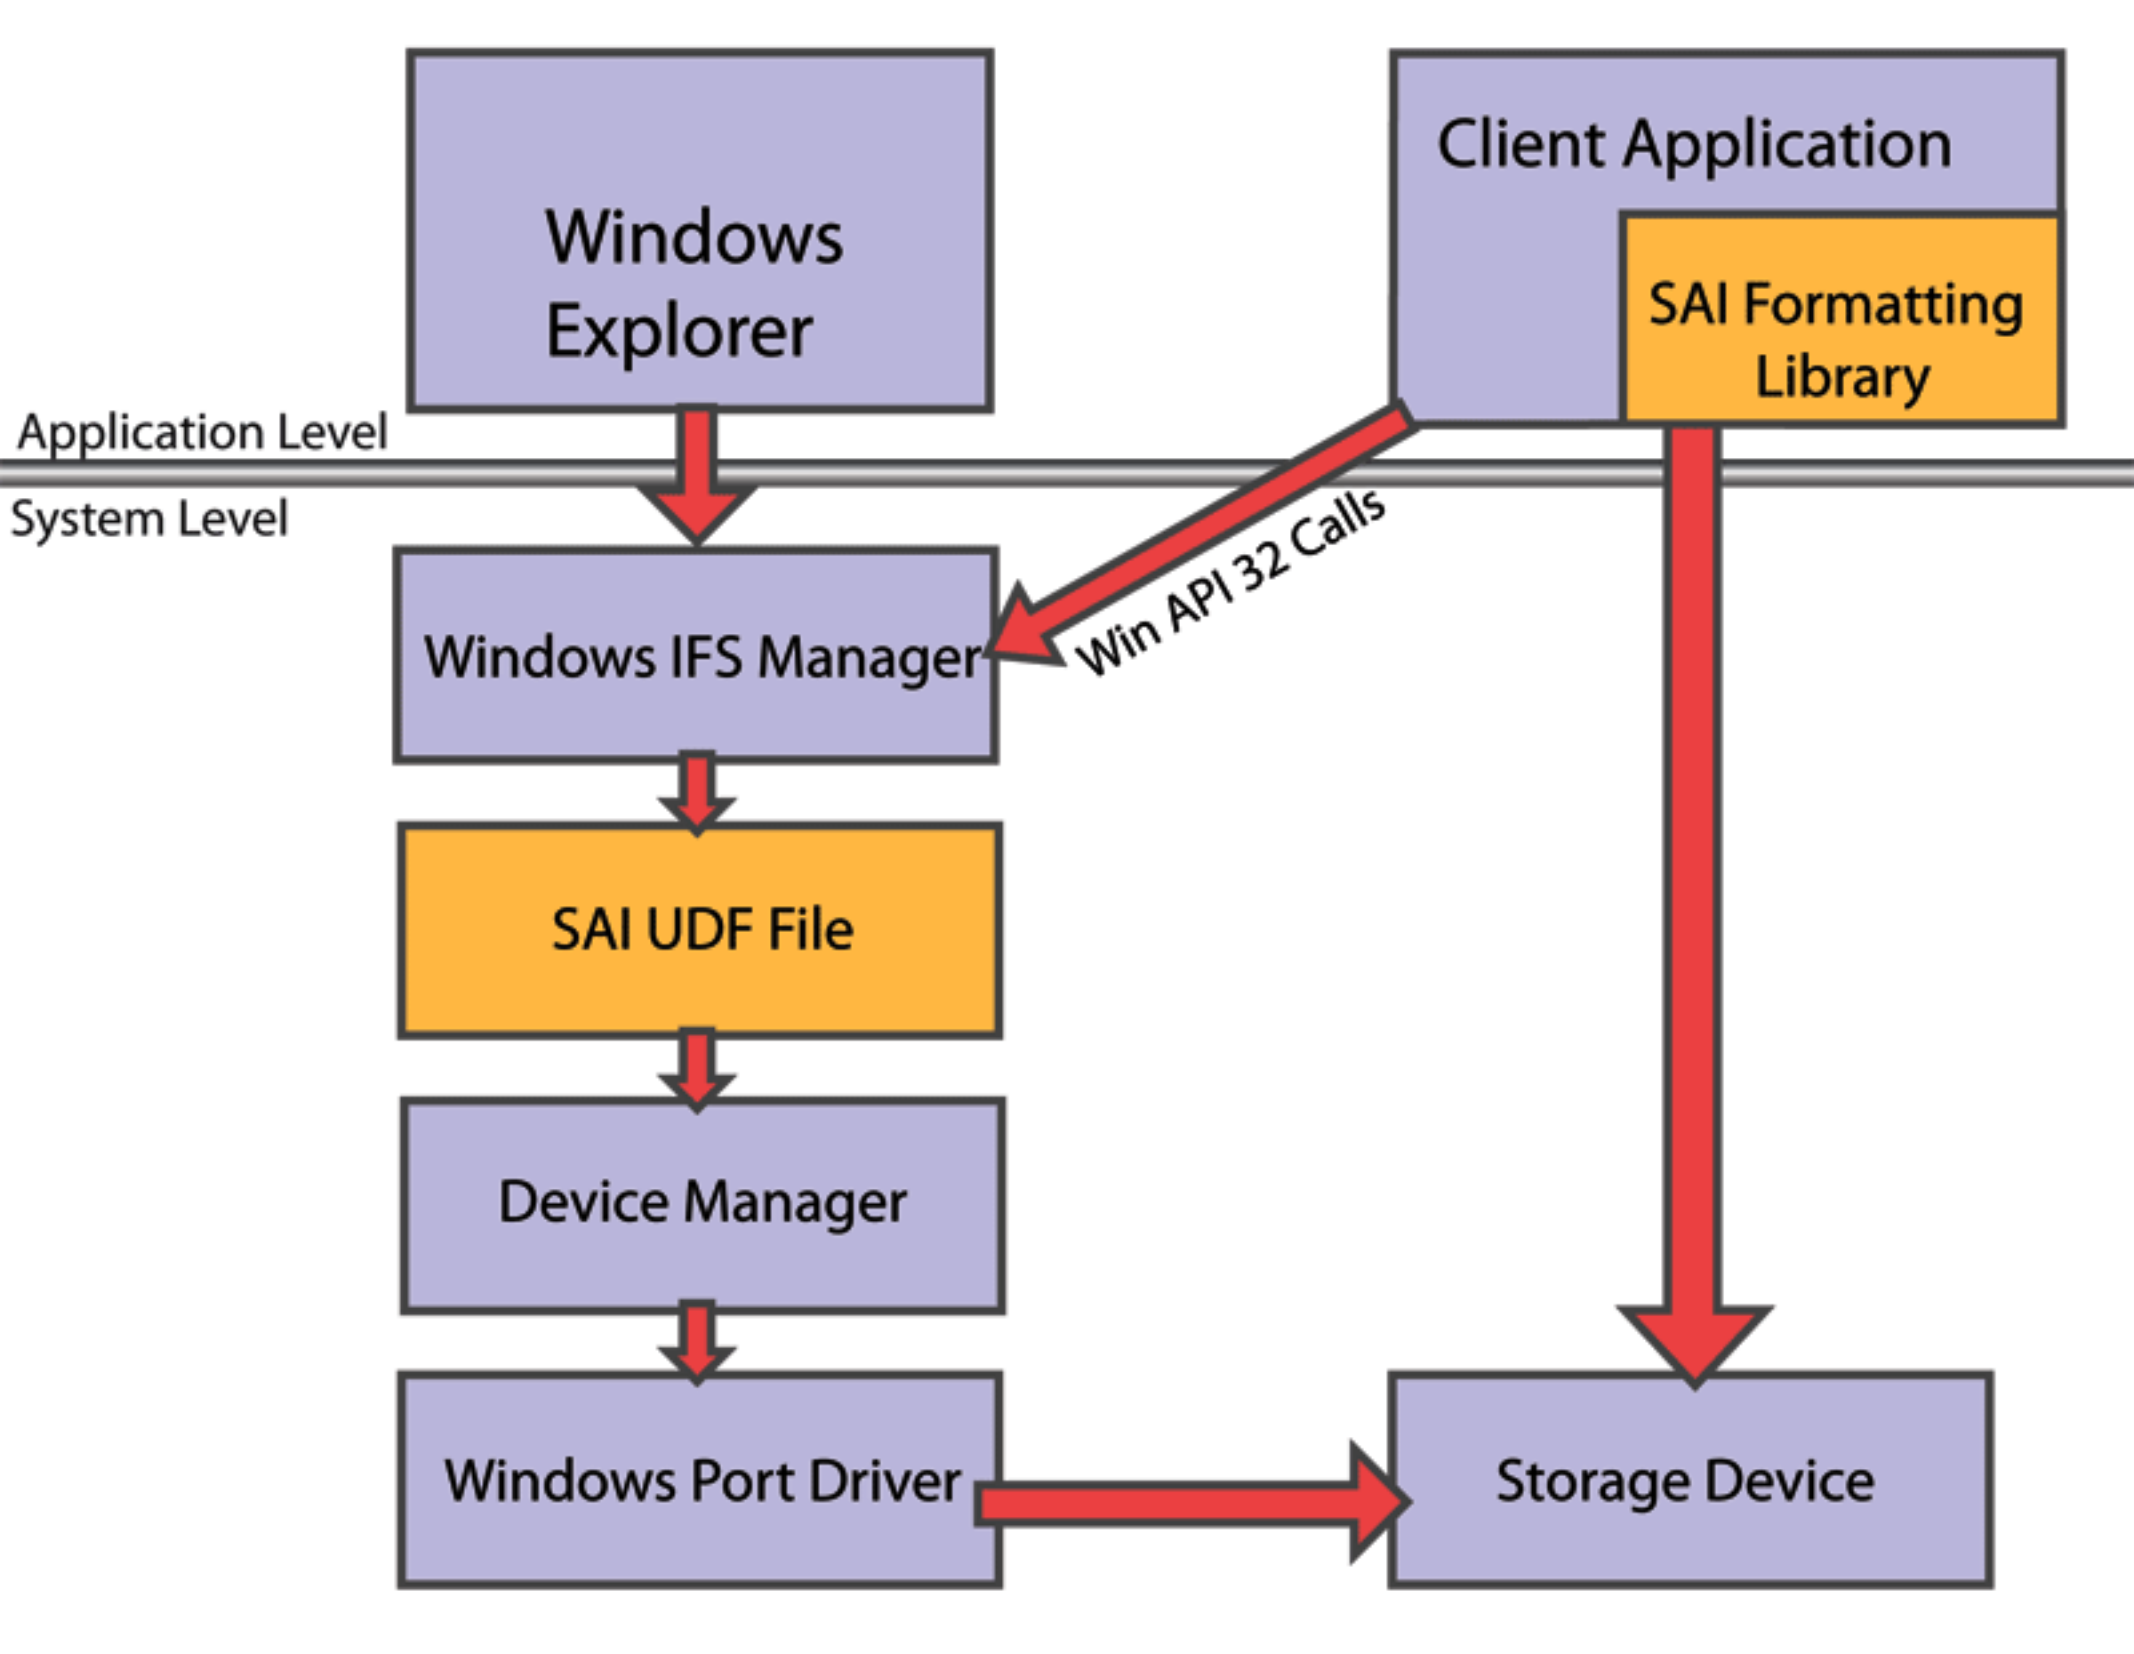 Windows
Explorer
Client Application
SAI Formatting
Library
Application Level
System Level
Win API 32 Calls
Windows IFS Manager
SAI UDF File
Device Manager
Windows Port Driver
Storage Device